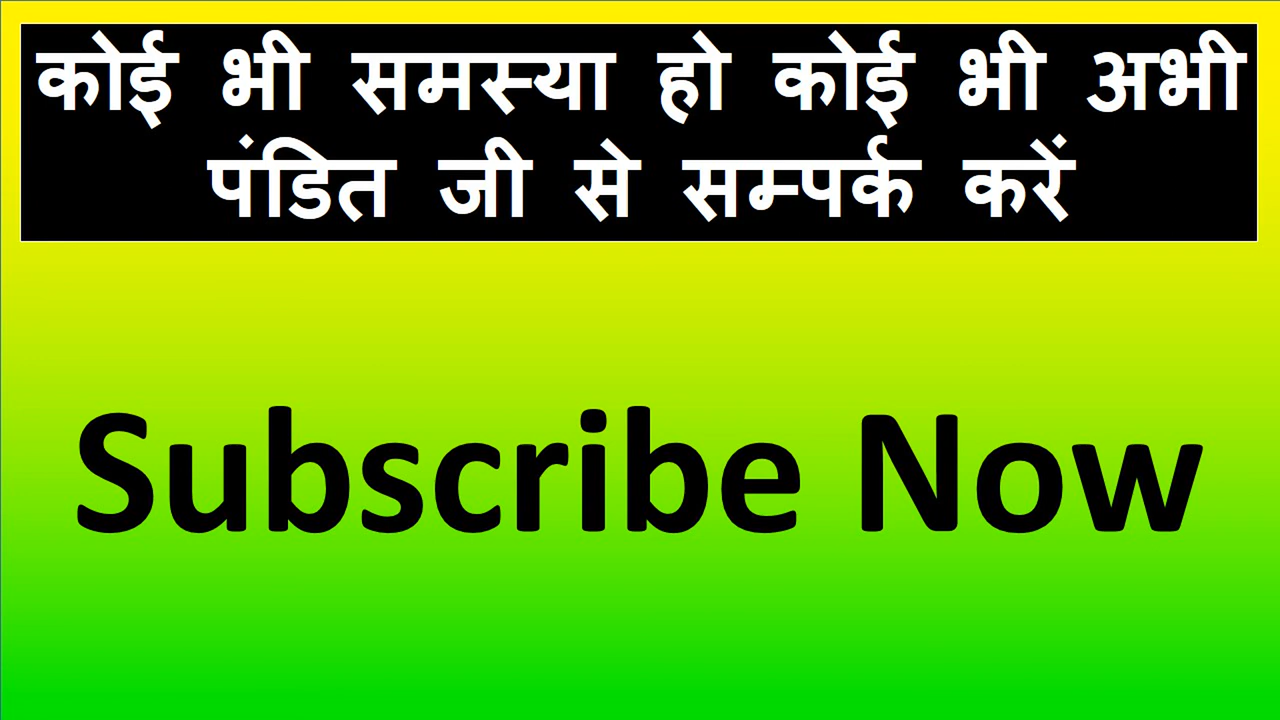 कोई भी समस्या हो कोई भी अभी
पंडित जी से सम्पर्क करें
Subscribe Now